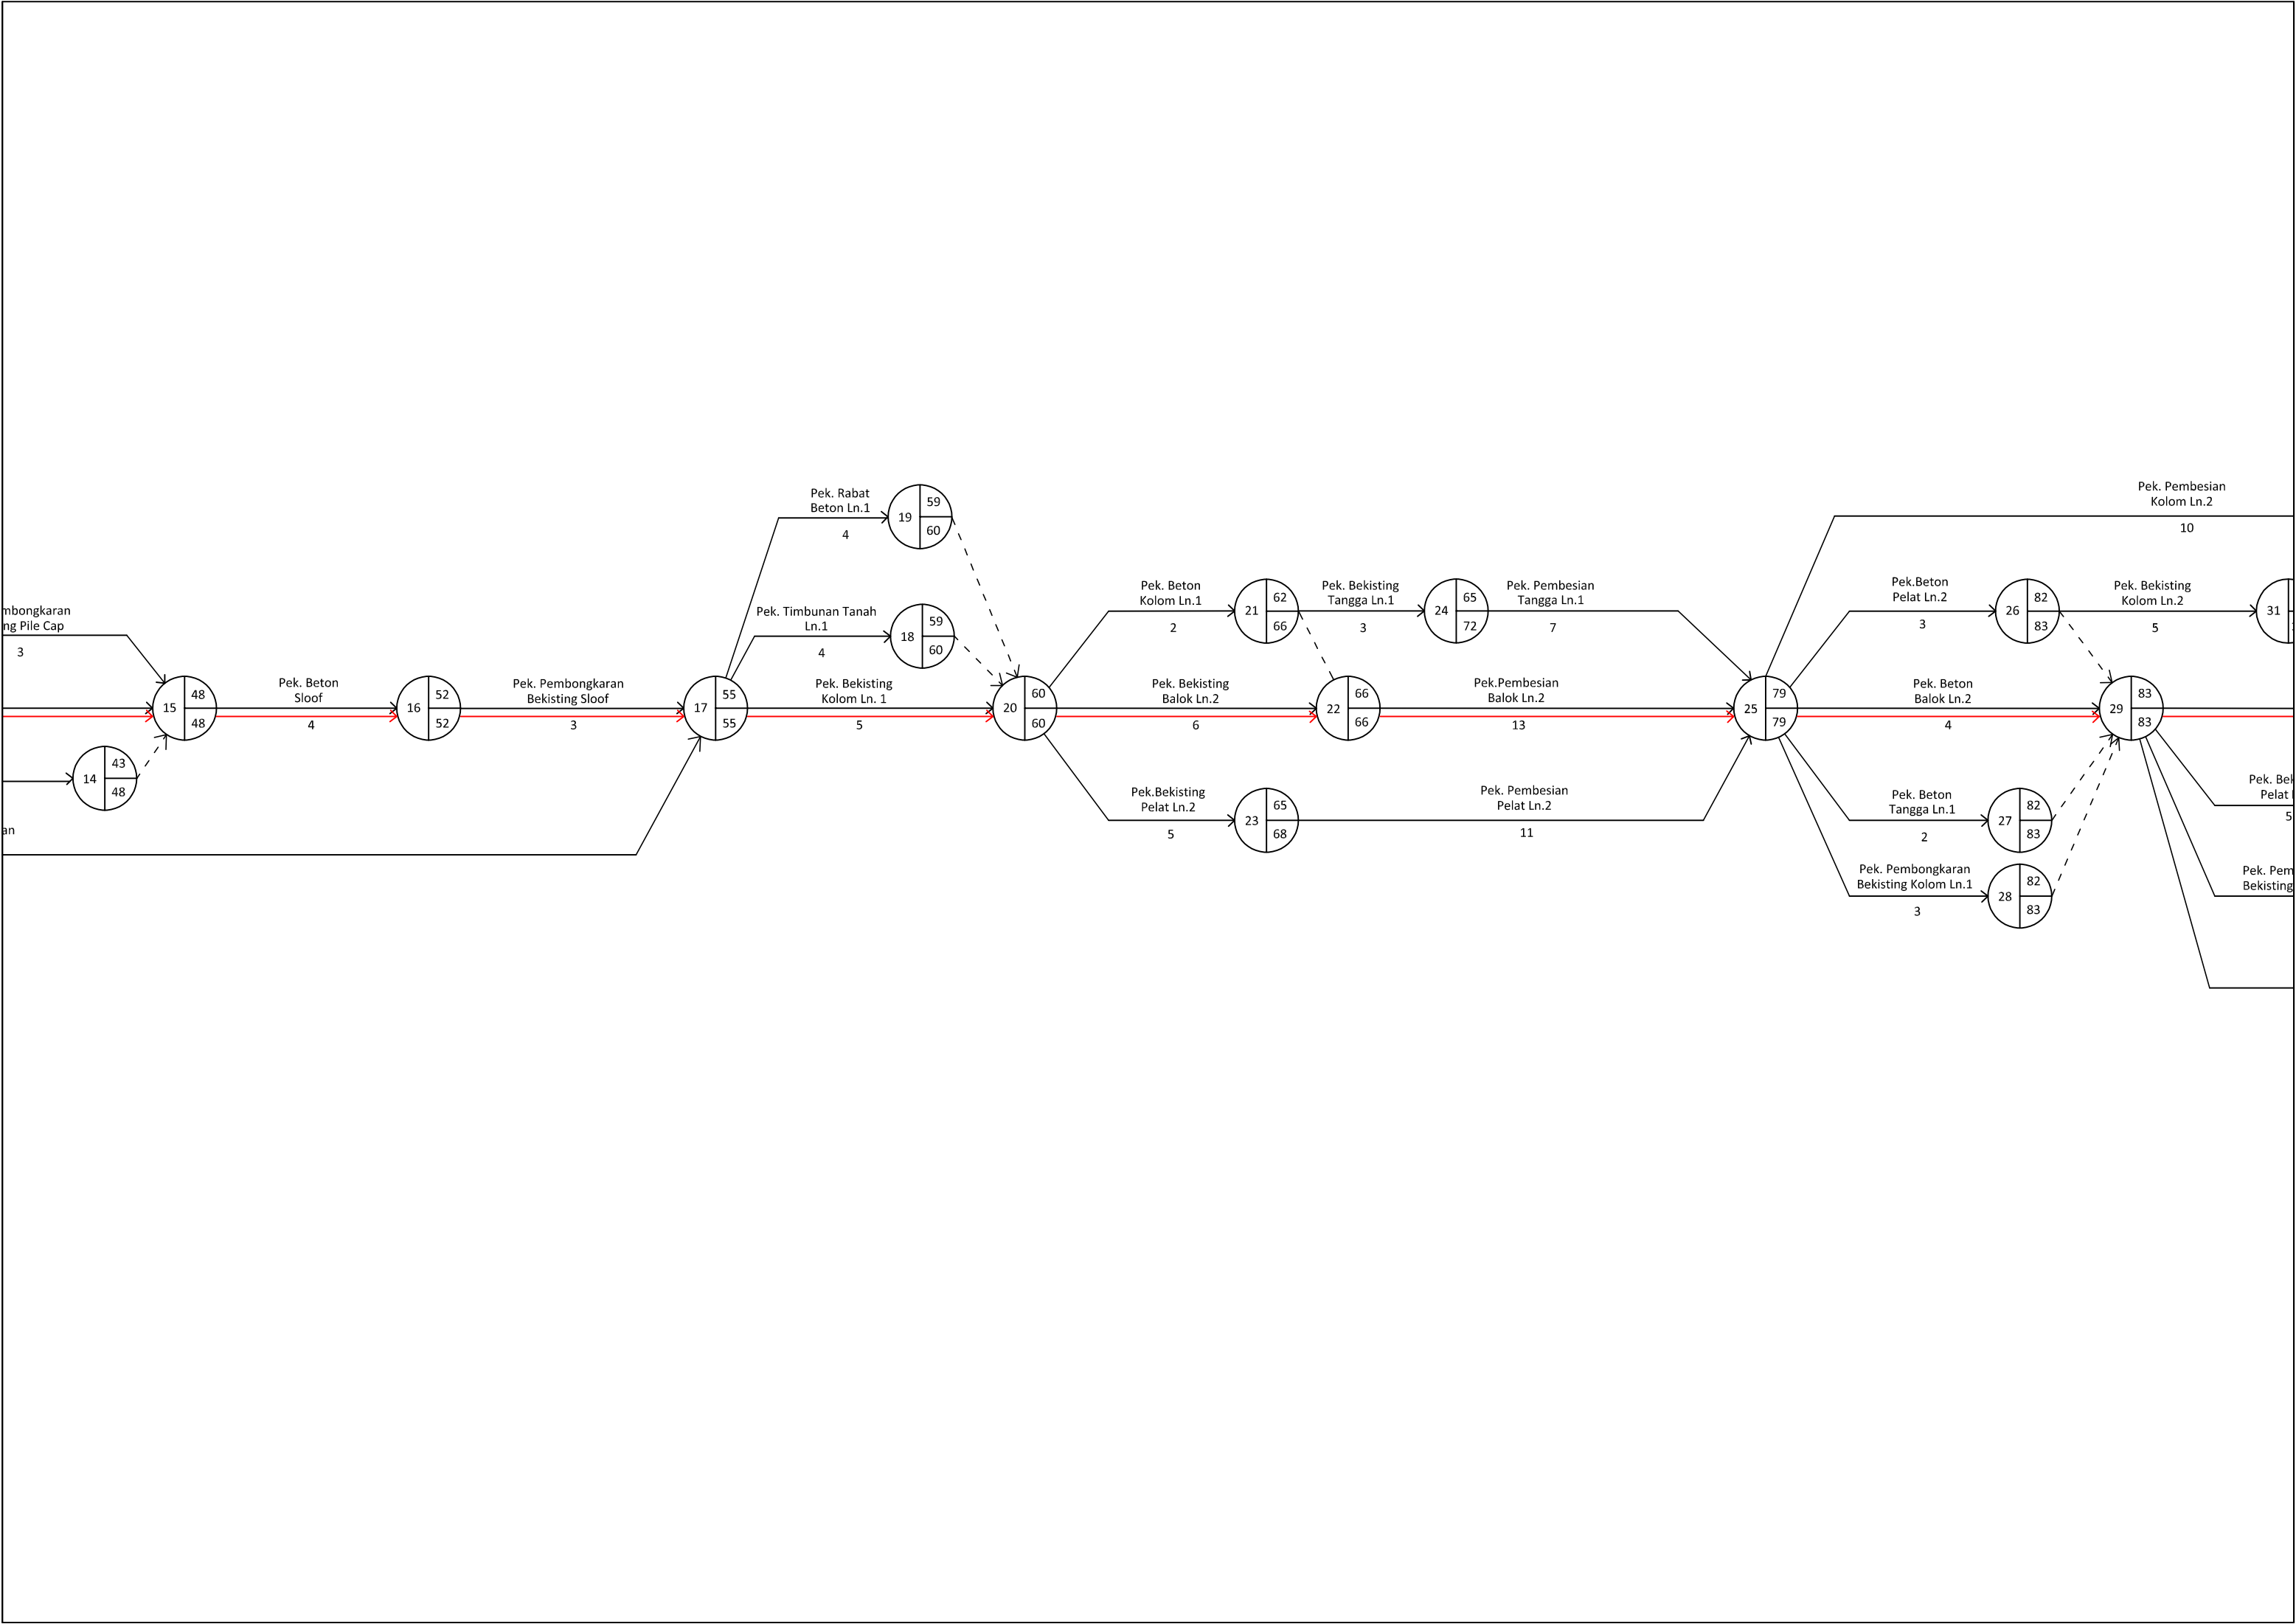 mbongkaran
ng Pile Cap
3
15
48
48
14
43
48
an
Pek. Beton
Sloof
4
16
52
52
Pek. Pembongkaran
Bekisting Sloof
3
17
55
55
Pek. Rabat
Beton Ln.1
4
19
59
60
Pek. Timbunan Tanah
Ln.1
4
18
59
60
Pek. Bekisting
Kolom Ln. 1
5
20
60
60
Pek. Beton
Kolom Ln.1
2
21
62
66
Pek. Bekisting
Tangga Ln.1
3
24
65
72
Pek. Pembesian
Tangga Ln.1
7
Pek. Bekisting
Balok Ln.2
6
22
66
66
Pek.Pembesian
Balok Ln.2
13
Pek.Bekisting
Pelat Ln.2
5
23
65
68
Pek. Pembesian
Pelat Ln.2
11
25
79
79
Pek. Pembesian
Kolom Ln.2
10
Pek.Beton
Pelat Ln.2
3
26
82
83
Pek. Bekisting
Kolom Ln.2
5
31
Pek. Beton
Balok Ln.2
4
29
83
83
Pek. Beton
Tangga Ln.1
2
27
82
83
Pek. Pembongkaran
Bekisting Kolom Ln.1
3
28
82
83
Pek. Bek
Pelat
5
Pek. Pem
Bekisting